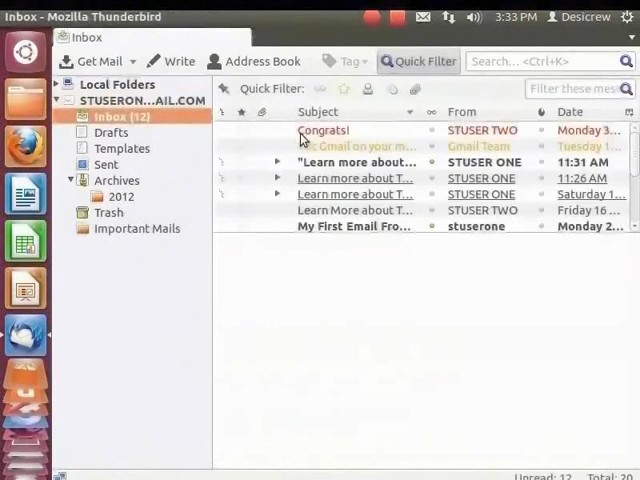 Inbox - Mozilla Thunderbird
3:33 PM
Desicrew
Inbox
Get Mail
Write
Address Book
Tag
Quick Filter
Search... <Ctrl+K>
Local Folders
STUSERON...AIL.COM
Inbox (12)
Drafts
Templates
Sent
Archives
2012
Trash
Important Mails
Quick Filter:
Filter these mes
Subject From Date
Congrats! STUSER TWO Monday 3...
Gmail on your m... Gmail Team Tuesday 1...
"Learn more about... STUSER ONE 11:31 AM
Learn more about T... STUSER ONE 11:26 AM
Learn more about T... STUSER ONE Saturday 1...
Learn More about T... STUSER TWO Friday 16 ...
My First Email Fro... stuserone Monday 2...
Unread: 12 Total: 20